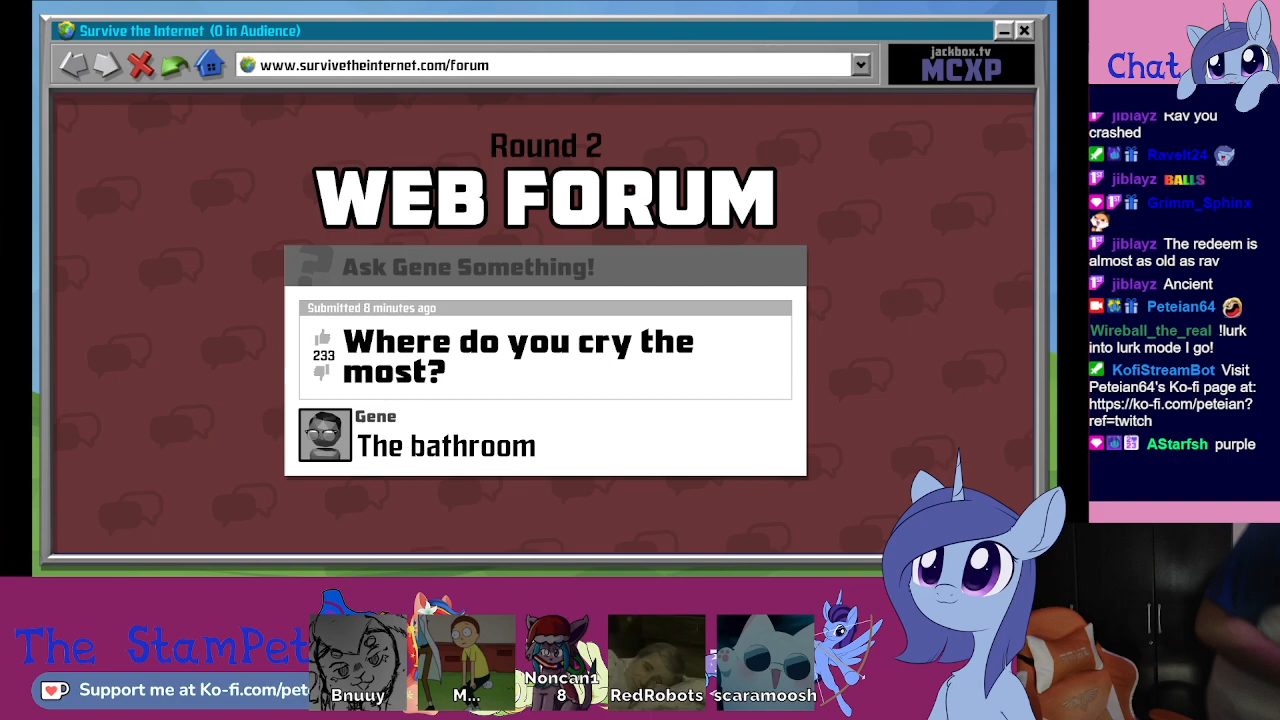 Survive the Internet (0 in Audience)
www.survivetheinternet.com/forum
jackbox.tv
MCXP
Round 2
WEB FORUM
? Ask Gene Something!
Submitted 8 minutes ago
233
Where do you cry the
most?
Gene
The bathroom
Chat
jiblayz Rav you
crashed
Ravelt24
jiblayz BALLS
Grimm_Sphinx
jiblayz The redeem is
almost as old as rav
jiblayz Ancient
Peteian64
Wireball_the_real !lurk
into lurk mode I go!
KofiStreamBot Visit
Peteian64's Ko-fi page at:
https://ko-fi.com/peteian?
ref=twitch
AStarfsh purple
The StamPet
Support me at Ko-fi.com/pet
Bnuuy
M...
Noncan1
8
RedRobots
scaramoosh